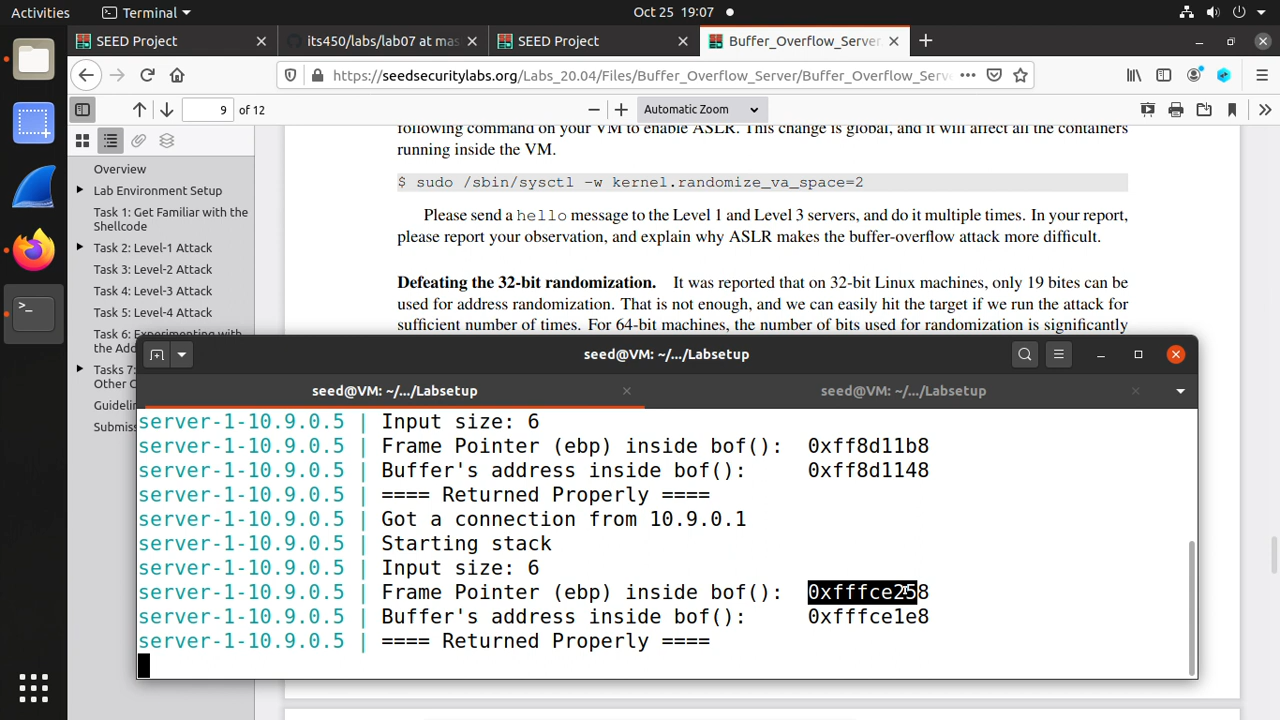 Activities
Terminal
Oct 25 19:07
SEED Project
its450/labs/lab07 at mas
SEED Project
Buffer_Overflow_Server.
https://seedsecuritylabs.org/Labs_20.04/Files/Buffer_Overflow_Server/Buffer_Overflow_Serve
9 of 12
Automatic Zoom
Overview
Lab Environment Setup
Task 1: Get Familiar with the
Shellcode
Task 2: Level-1 Attack
Task 3: Level-2 Attack
Task 4: Level-3 Attack
Task 5: Level-4 Attack
Task 6: Experimenting with
the Add
Tasks 7:
Other C
Guidelin
Submiss
following command on your VM to enable ASLR. This change is global, and it will affect all the containers
running inside the VM.
$ sudo /sbin/sysctl -w kernel.randomize_va_space=2
Please send a hello message to the Level 1 and Level 3 servers, and do it multiple times. In your report,
please report your observation, and explain why ASLR makes the buffer-overflow attack more difficult.
Defeating the 32-bit randomization. It was reported that on 32-bit Linux machines, only 19 bites can be
used for address randomization. That is not enough, and we can easily hit the target if we run the attack for
sufficient number of times. For 64-bit machines, the number of bits used for randomization is significantly
seed@VM: ~/.../Labsetup
seed@VM: ~/.../Labsetup
seed@VM: ~/.../Labsetup
server-1-10.9.0.5 | Input size: 6
server-1-10.9.0.5 | Frame Pointer (ebp) inside bof(): 0xff8d11b8
server-1-10.9.0.5 | Buffer's address inside bof(): 0xff8d1148
server-1-10.9.0.5 | ==== Returned Properly ====
server-1-10.9.0.5 | Got a connection from 10.9.0.1
server-1-10.9.0.5 | Starting stack
server-1-10.9.0.5 | Input size: 6
server-1-10.9.0.5 | Frame Pointer (ebp) inside bof(): 0xfffce258
server-1-10.9.0.5 | Buffer's address inside bof(): 0xfffce1e8
server-1-10.9.0.5 | ==== Returned Properly ====